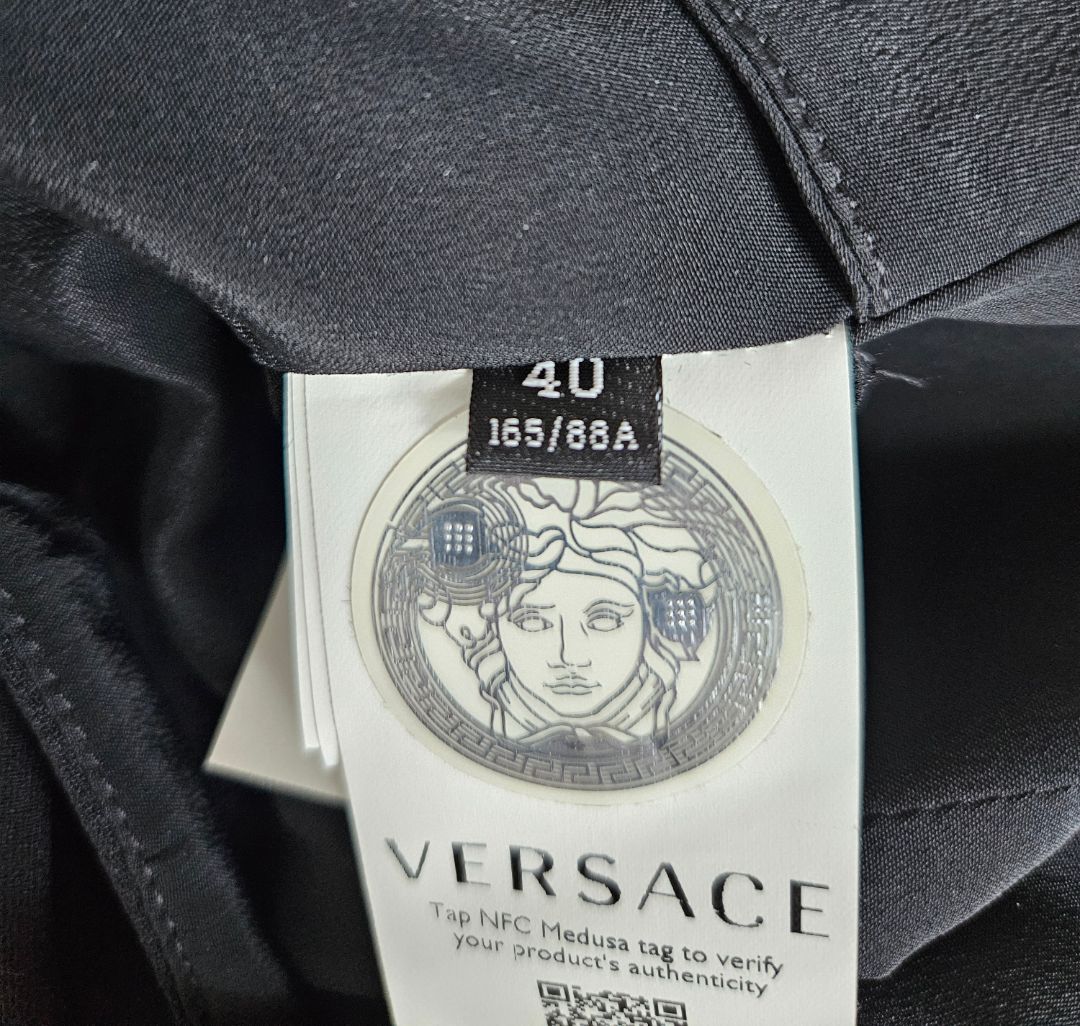 40
165/88A
VERSACE
Tap NFC Medusa tag to verify
your product's authenticity